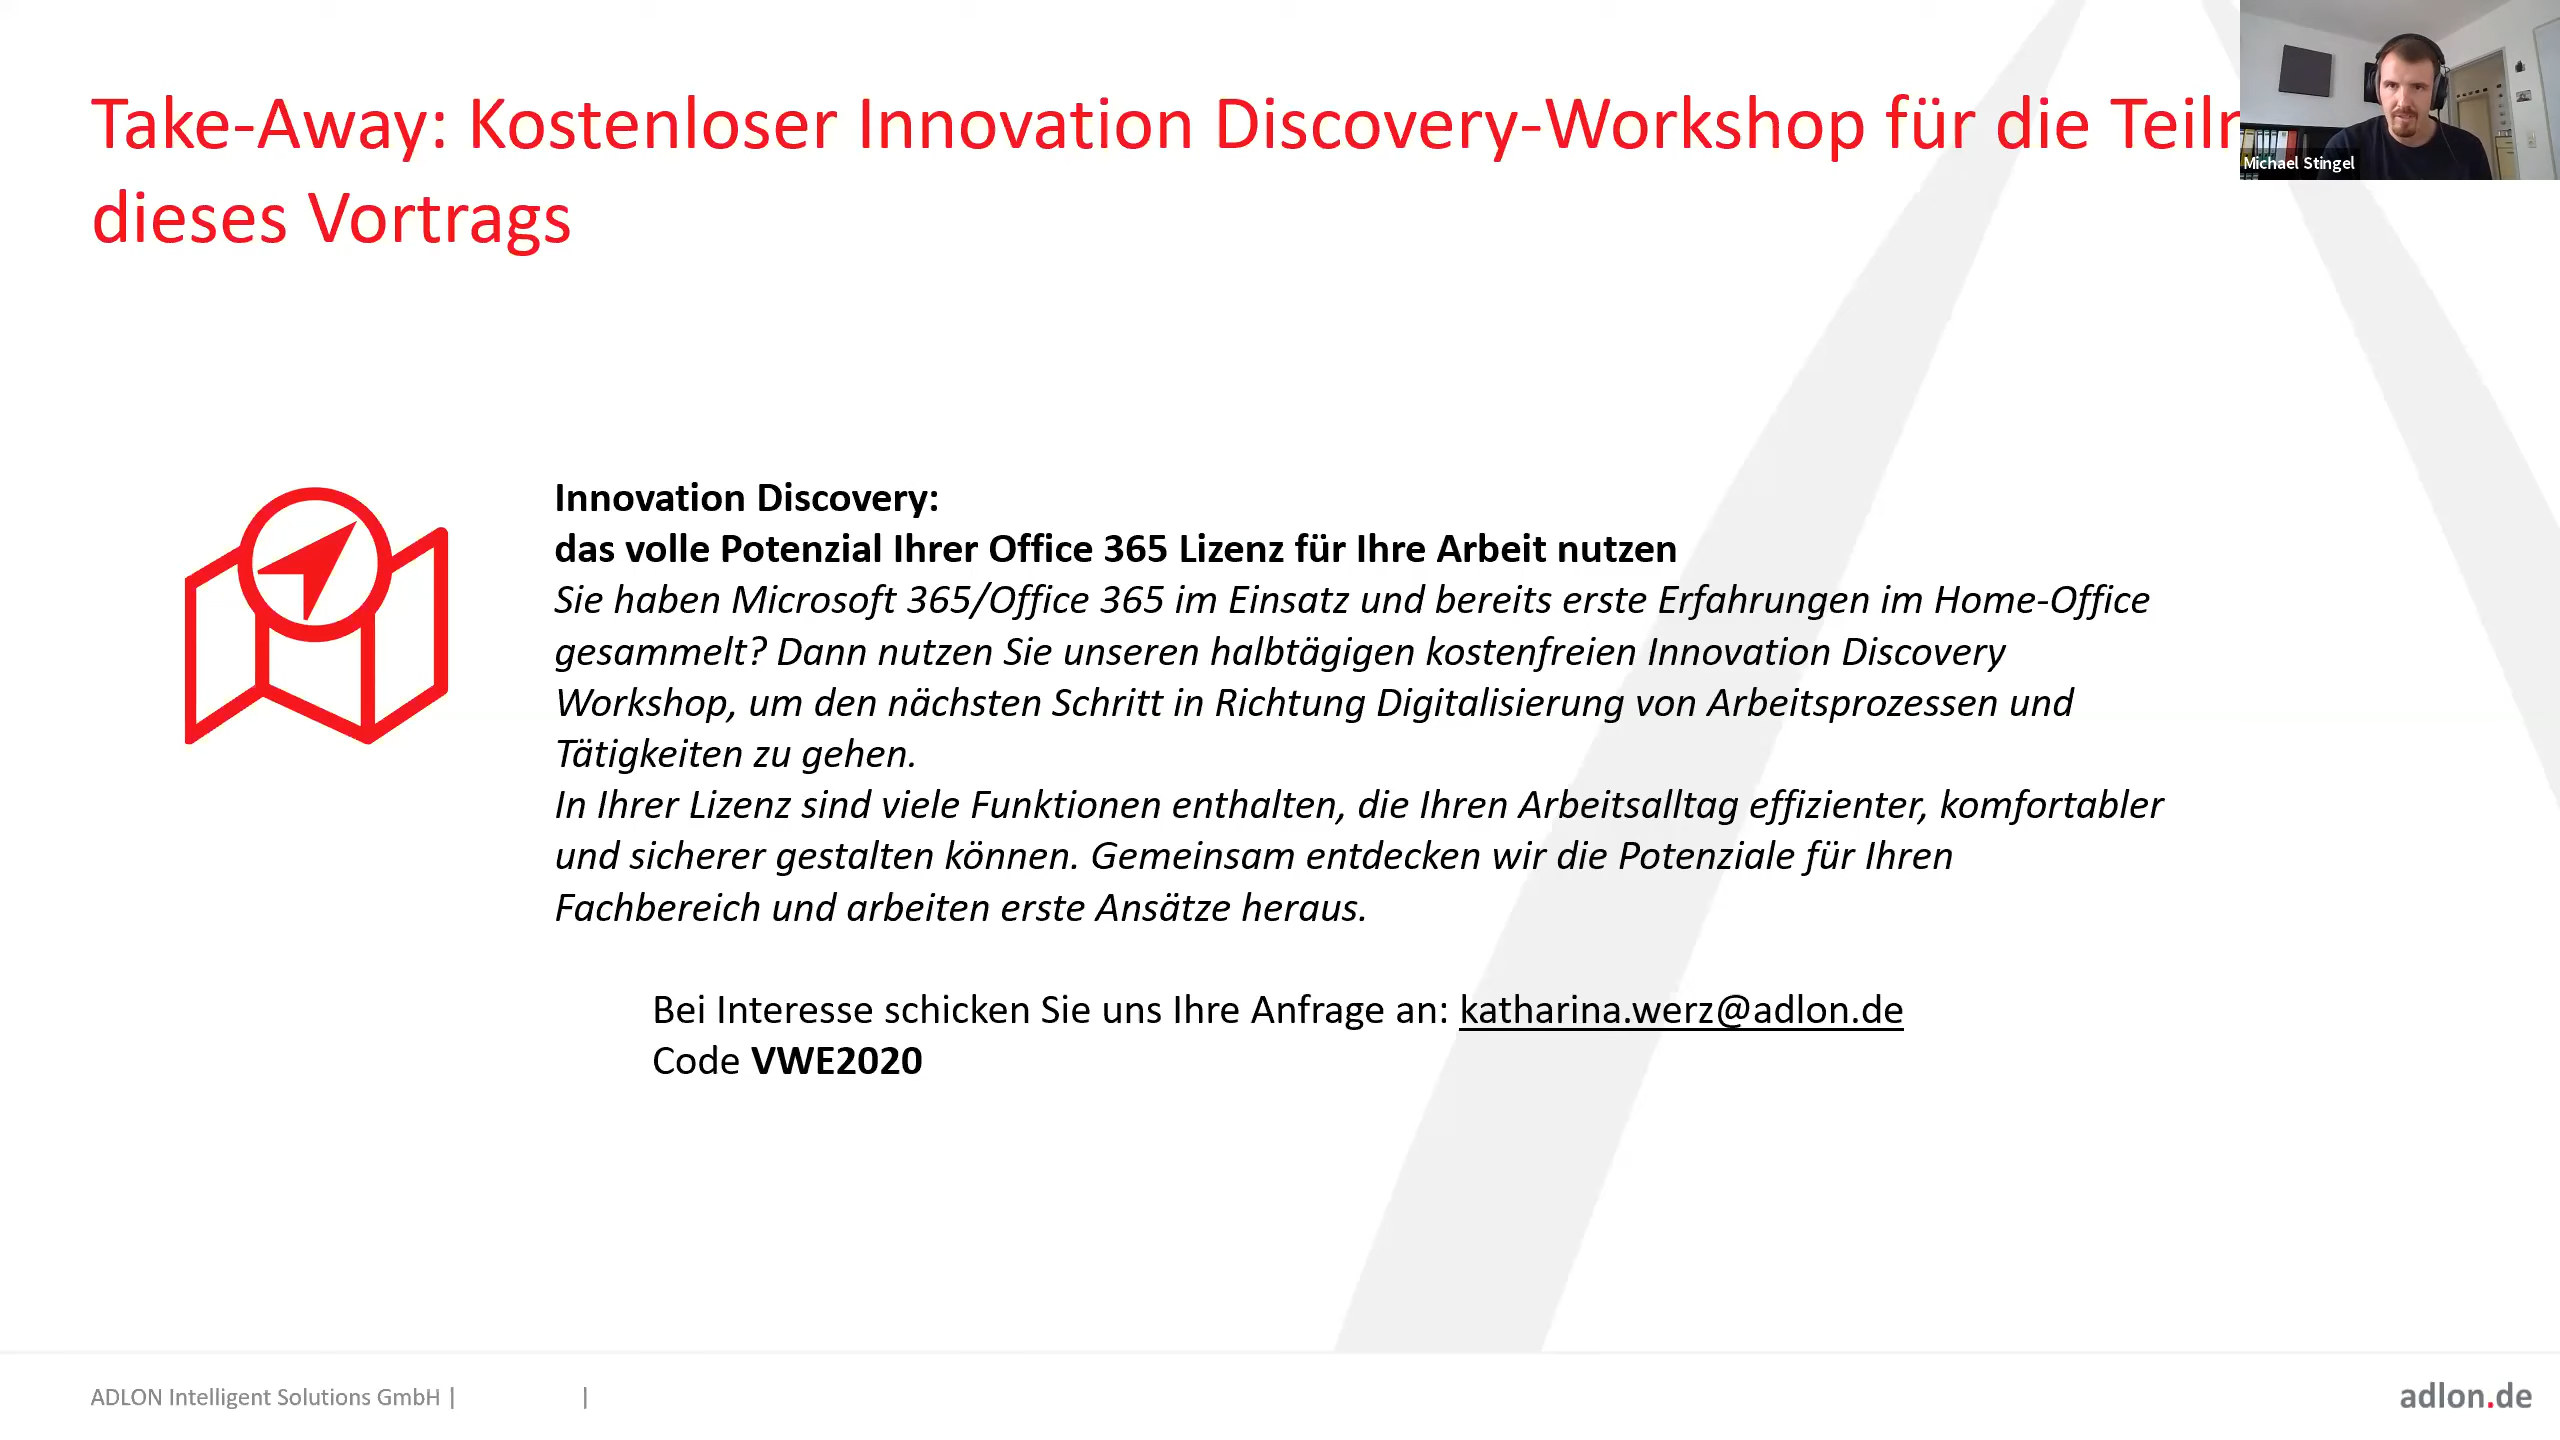 Take-Away: Kostenloser Innovation Discovery-Workshop für die
dieses Vortrags
Michael Stingel
Innovation Discovery:
das volle Potenzial Ihrer Office 365 Lizenz für Ihre Arbeit nutzen
Sie haben Microsoft 365/Office 365 im Einsatz und bereits erste Erfahrungen im Home-Office
gesammelt? Dann nutzen Sie unseren halbtägigen kostenfreien Innovation Discovery
Workshop, um den nächsten Schritt in Richtung Digitalisierung von Arbeitsprozessen und
Tätigkeiten zu gehen.
In Ihrer Lizenz sind viele Funktionen enthalten, die Ihren Arbeitsalltag effizienter, komfortabler
und sicherer gestalten können. Gemeinsam entdecken wir die Potenziale für Ihren
Fachbereich und arbeiten erste Ansätze heraus.
Bei Interesse schicken Sie uns Ihre Anfrage an: katharina.werz@adlon.de
Code VWE2020
ADLON Intelligent Solutions GmbH | |
adlon.de